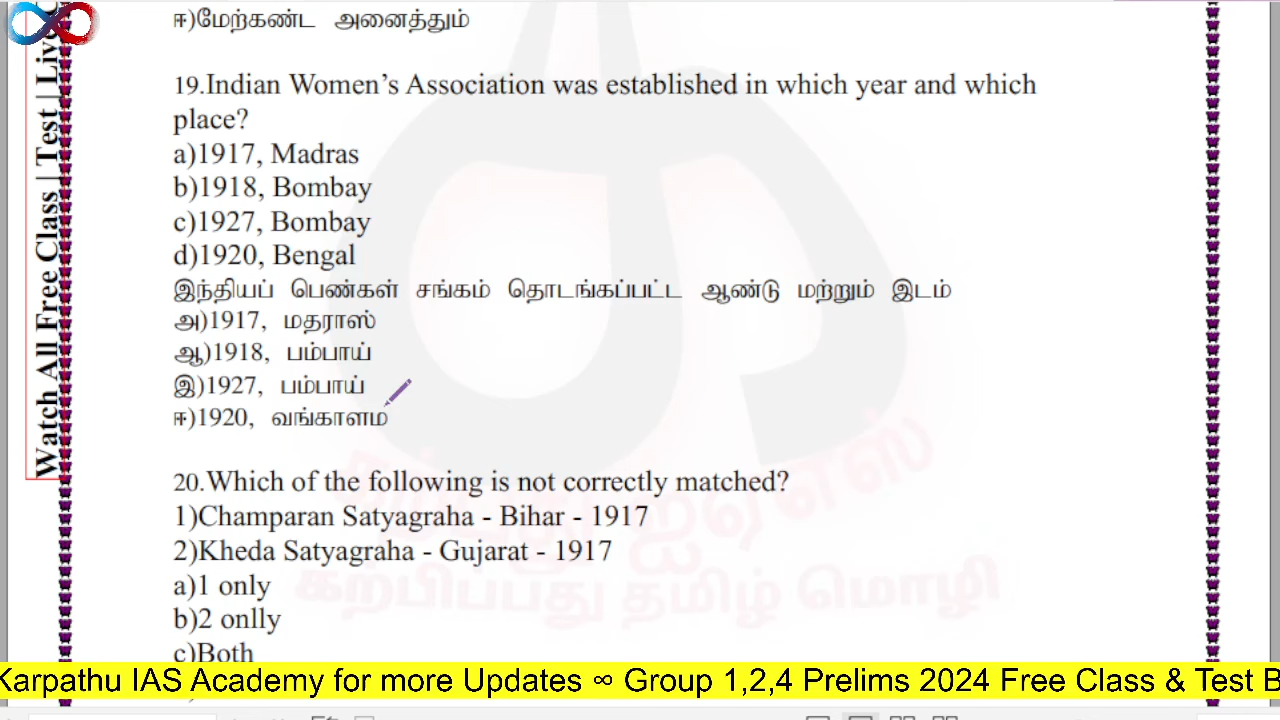 ஈ)மேற்கண்ட அனைத்தும்
19.Indian Women's Association was established in which year and which
place?
a)1917, Madras
b)1918, Bombay
c)1927, Bombay
d)1920, Bengal
இந்தியப் பெண்கள் சங்கம் தொடங்கப்பட்ட ஆண்டு மற்றும் இடம்
அ)1917, மதராஸ்
ஆ)1918, பம்பாய்
இ)1927, பம்பாய்
ஈ)1920, வங்காளம
20.Which of the following is not correctly matched?
1)Champaran Satyagraha - Bihar - 1917
2)Kheda Satyagraha - Gujarat - 1917
a)1 only
b)2 onlly
c)Both
Watch All Free Class | Test | Live C
கற்பது ஐஏஎஸ்
கற்பிப்பது தமிழ் மொழி
Karpathu IAS Academy for more Updates ∞ Group 1,2,4 Prelims 2024 Free Class & Test B